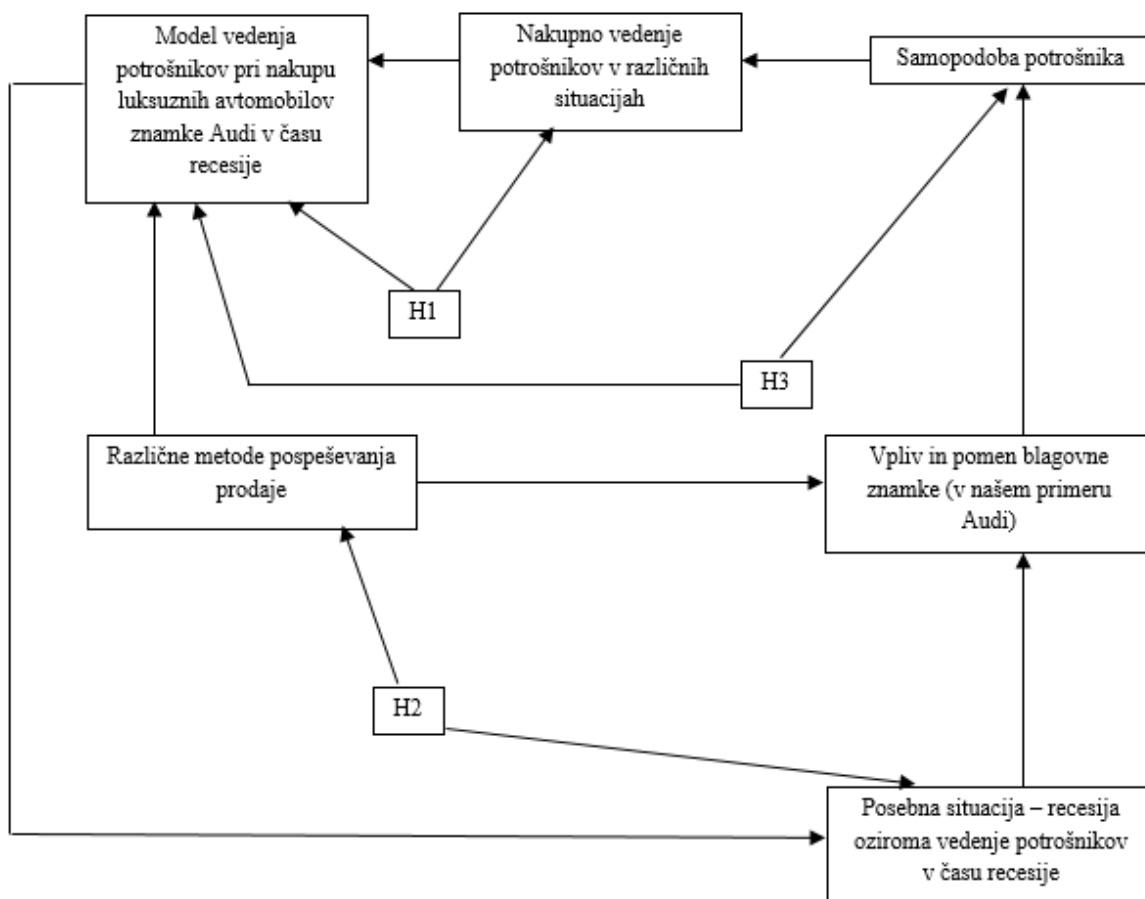 Model vedenja
potrošnikov pri nakupu
luksuznih avtomobilov
znamke Audi v času
recesije
Nakupno vedenje
potrošnikov v različnih
situacijah
Samopodoba potrošnika
H1
H3
Različne metode pospeševanja
prodaje
Vpliv in pomen blagovne
znamke (v našem primeru
Audi)
H2
Posebna situacija – recesija
oziroma vedenje potrošnikov
v času recesije